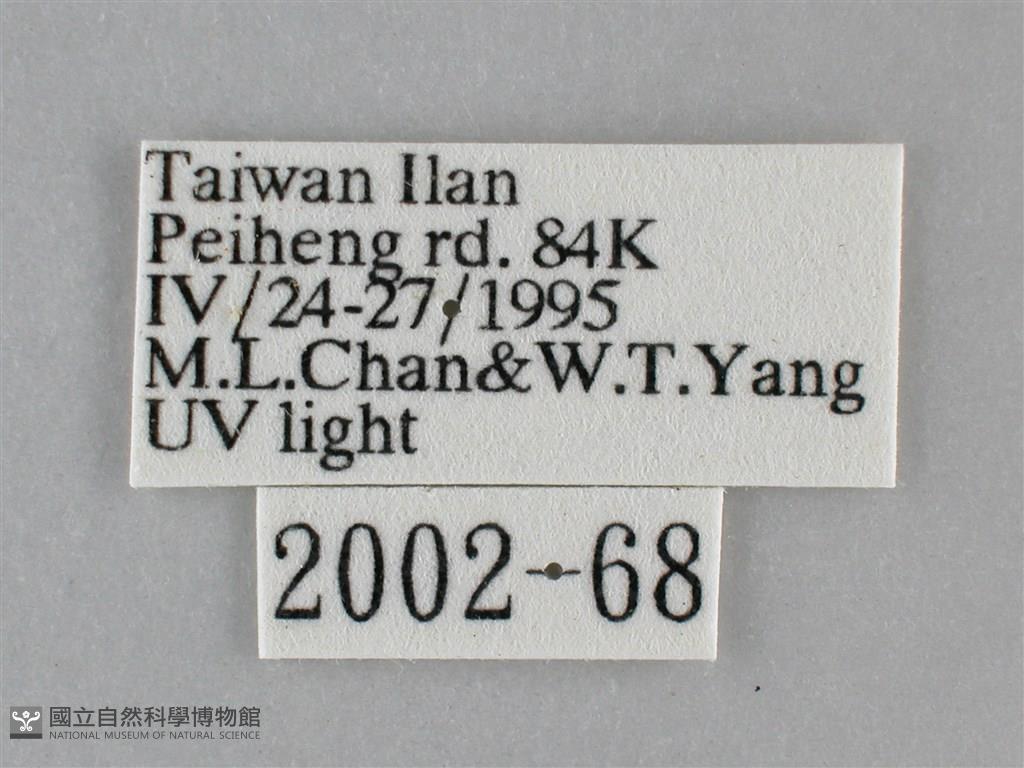 Taiwan Ilan
Peiheng rd. 84K
IV/24-27/1995
M.L.Chan&W.T.Yang
UV light
2002-68
國立自然科學博物館
NATIONAL MUSEUM OF NATURAL SCIENCE